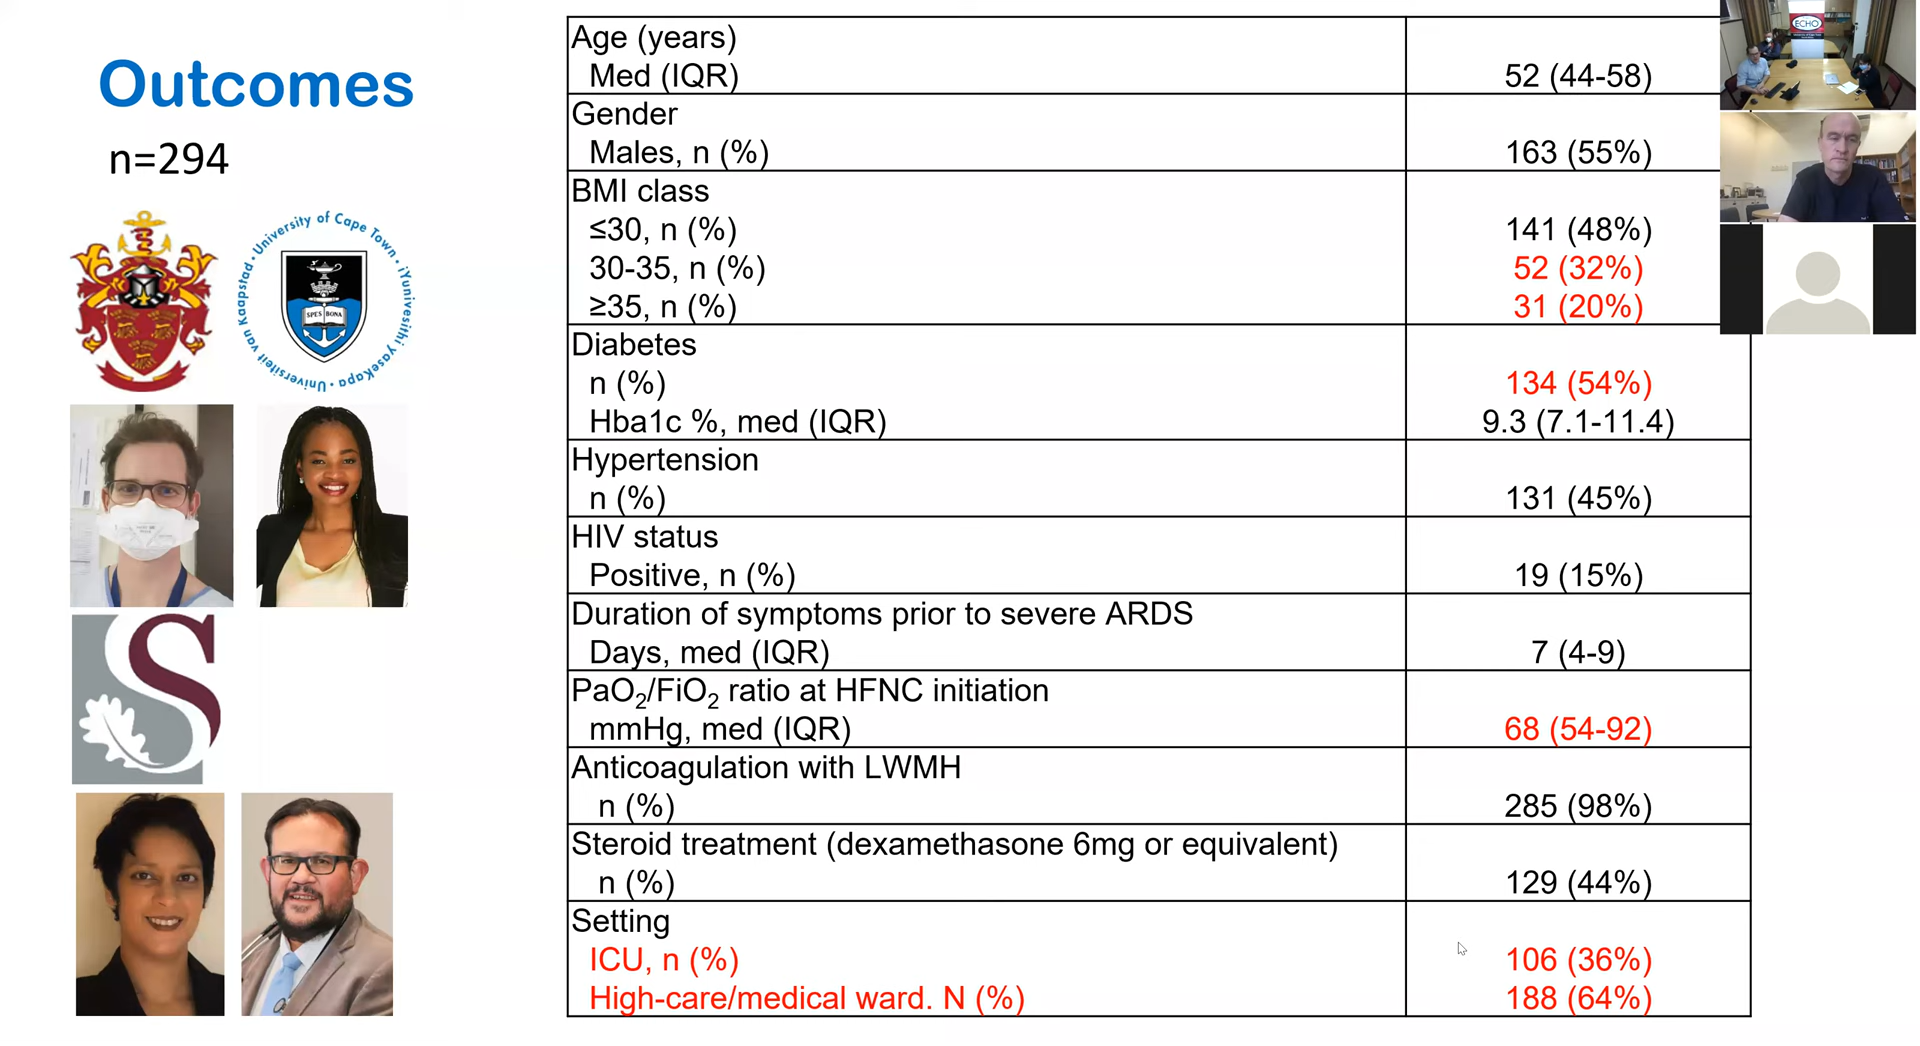 Outcomes
n=294
University of Cape Town · iYunivesithi yaseKapa · Universiteit van Kaapstad ·
SPES BONA
S
Age (years)
Med (IQR) 52 (44-58)
Gender
Males, n (%) 163 (55%)
BMI class
≤30, n (%) 141 (48%)
30-35, n (%) 52 (32%)
≥35, n (%) 31 (20%)
Diabetes
n (%) 134 (54%)
Hba1c %, med (IQR) 9.3 (7.1-11.4)
Hypertension
n (%) 131 (45%)
HIV status
Positive, n (%) 19 (15%)
Duration of symptoms prior to severe ARDS
Days, med (IQR) 7 (4-9)
PaO₂/FiO₂ ratio at HFNC initiation
mmHg, med (IQR) 68 (54-92)
Anticoagulation with LWMH
n (%) 285 (98%)
Steroid treatment (dexamethasone 6mg or equivalent)
n (%) 129 (44%)
Setting
ICU, n (%) 106 (36%)
High-care/medical ward. N (%) 188 (64%)
ECHO